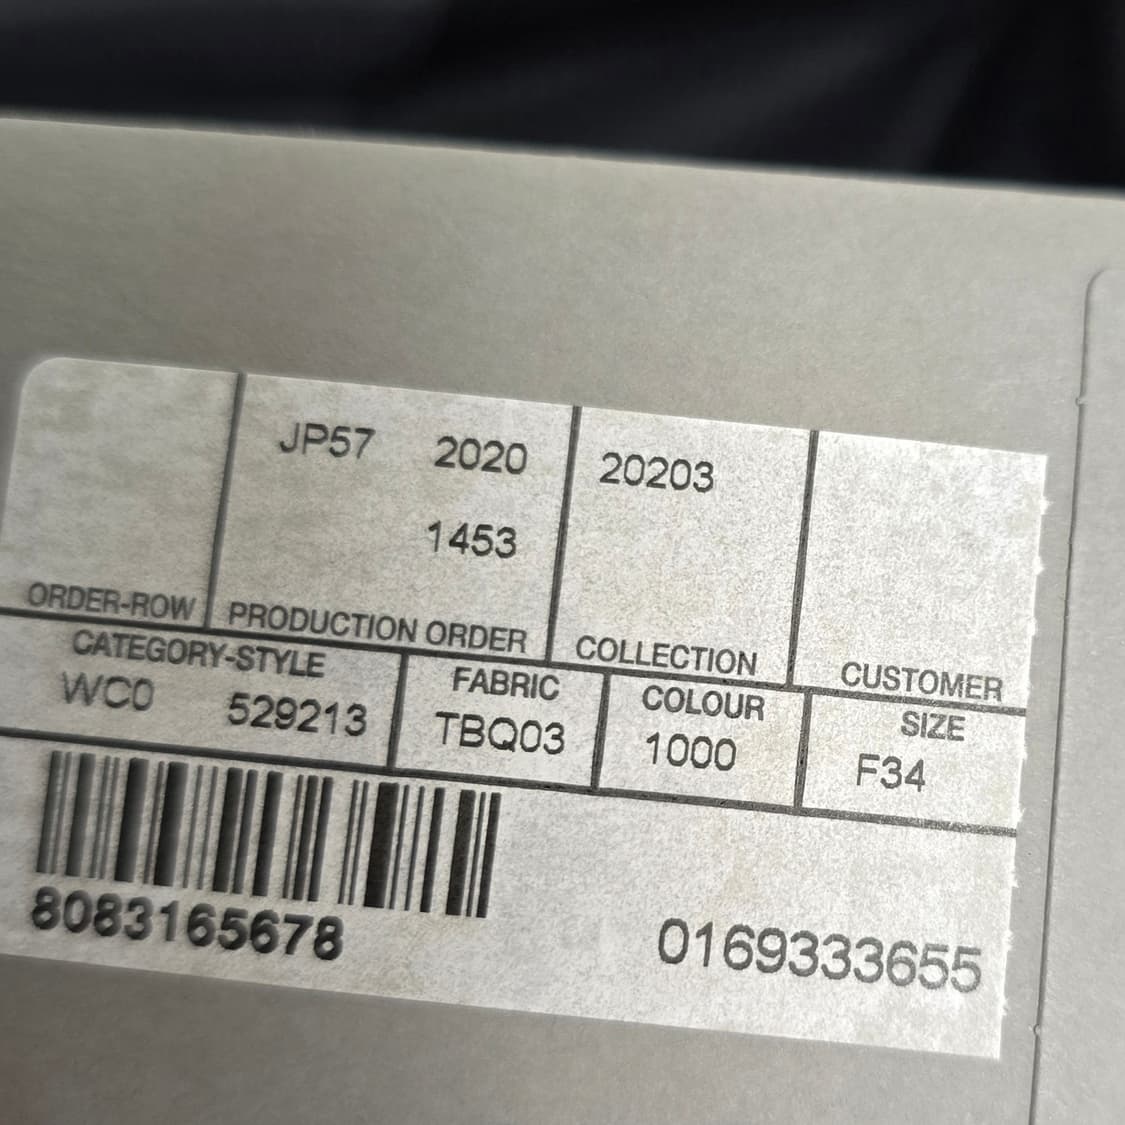 JP57 2020 20203
1453
ORDER-ROW PRODUCTION ORDER COLLECTION CUSTOMER
CATEGORY-STYLE FABRIC COLOUR SIZE
WC0 529213 TBQ03 1000 F34
8083165678 0169333655